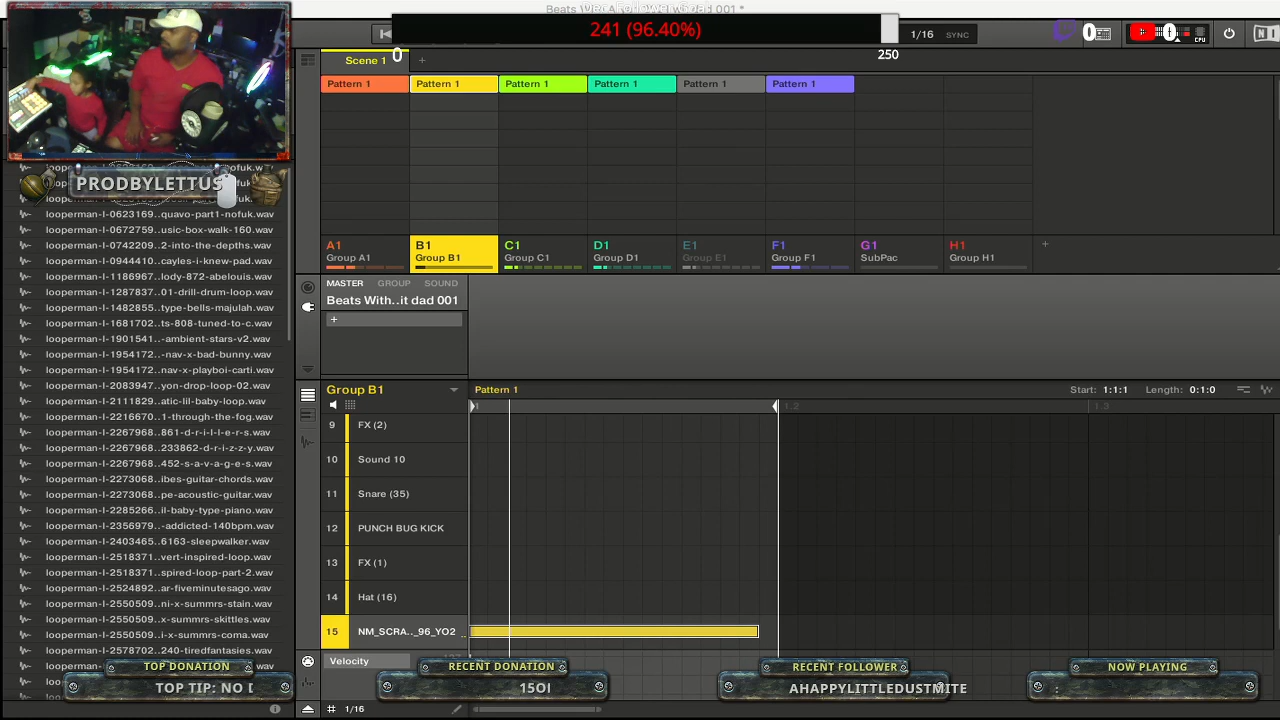 Beats With
001 *
241 (96.40%)
0
250
1/16 SYNC
0
0
CPU
Scene 1 +
Pattern 1 Pattern 1 Pattern 1 Pattern 1 Pattern 1 Pattern 1
PRODBYLETTUS
A1 B1 C1 D1 E1 F1 G1 H1 +
Group A1 Group B1 Group C1 Group D1 Group E1 Group F1 SubPac Group H1
MASTER GROUP SOUND
Beats With..it dad 001
+
looperman-l-0623169..quavo-part1-nofuk.wav
looperman-l-0672759..usic-box-walk-160.wav
looperman-l-0742209..2-into-the-depths.wav
looperman-l-0944410..cayles-i-knew-pad.wav
looperman-l-1186967..lody-872-abelouis.wav
looperman-l-1287837..01-drill-drum-loop.wav
looperman-l-1482855..type-bells-majulah.wav
looperman-l-1681702..ts-808-tuned-to-c.wav
looperman-l-1901541..-ambient-stars-v2.wav
looperman-l-1954172..-nav-x-bad-bunny.wav
looperman-l-1954172..nav-x-playboi-carti.wav
looperman-l-2083947..yon-drop-loop-02.wav
looperman-l-2111829..atic-lil-baby-loop.wav
looperman-l-2216670..1-through-the-fog.wav
looperman-l-2267968..861-d-r-i-l-l-e-r-s.wav
looperman-l-2267968..233862-d-r-i-z-z-y.wav
looperman-l-2267968..452-s-a-v-a-g-e-s.wav
looperman-l-2273068..ibes-guitar-chords.wav
looperman-l-2273068..pe-acoustic-guitar.wav
looperman-l-2285266..il-baby-type-piano.wav
looperman-l-2356979..-addicted-140bpm.wav
looperman-l-2403465..6163-sleepwalker.wav
looperman-l-2518371..vert-inspired-loop.wav
looperman-l-2518371..spired-loop-part-2.wav
looperman-l-2524892..ar-fiveminutesago.wav
looperman-l-2550509..ni-x-summrs-stain.wav
looperman-l-2550509..x-summrs-skittles.wav
looperman-l-2550509..i-x-summrs-coma.wav
looperman-l-2578702..240-tiredfantasies.wav
Group B1
Pattern 1 Start: 1:1:1 Length: 0:1:0
1 1.2 1.3
9 FX (2)
10 Sound 10
11 Snare (35)
12 PUNCH BUG KICK
13 FX (1)
14 Hat (16)
15 NM_SCRA.._96_YO2
Velocity
TOP DONATION
TOP TIP: NO
RECENT DONATION
RECENT FOLLOWER
AHAPPYLITTLEDUSTMITE
NOW PLAYING
:
1/16